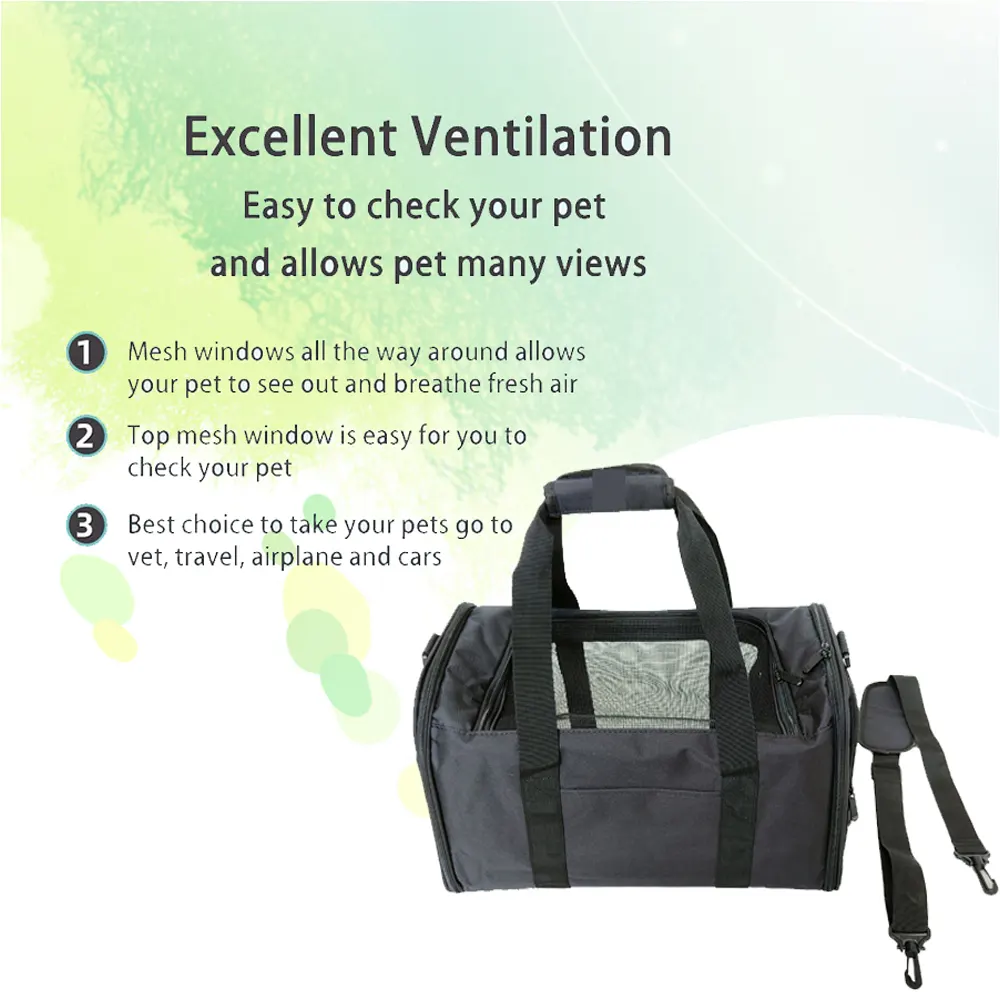 Excellent Ventilation
Easy to check your pet
and allows pet many views
1 Mesh windows all the way around allows
your pet to see out and breathe fresh air
2 Top mesh window is easy for you to
check your pet
3 Best choice to take your pets go to
vet, travel, airplane and cars